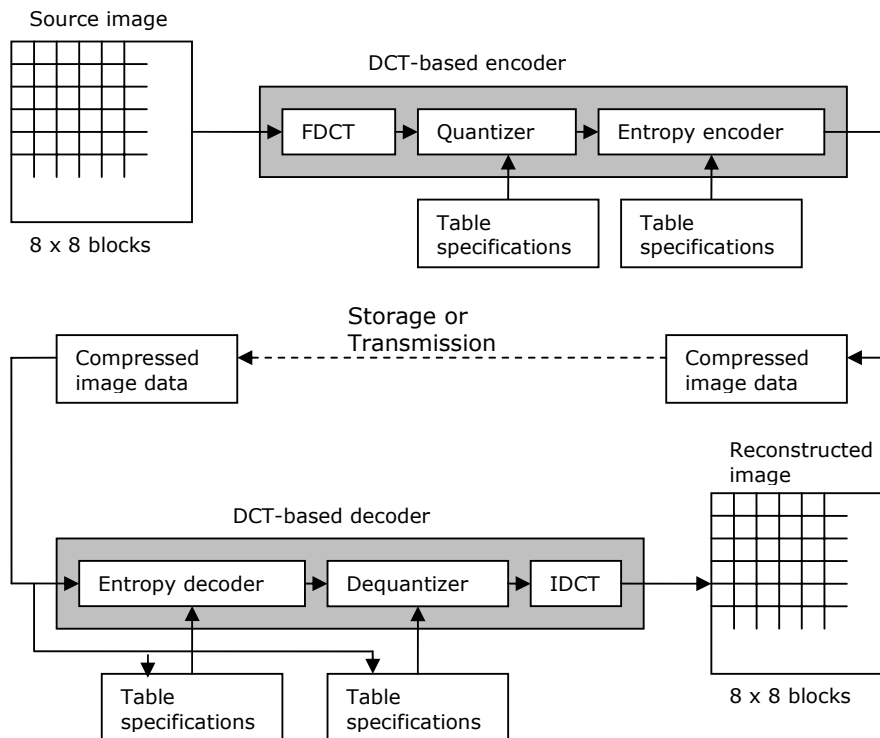 Source image
DCT-based encoder
FDCT
Quantizer
Entropy encoder
Table
specifications
Table
specifications
8 x 8 blocks
Storage or
Transmission
Compressed
image data
Compressed
image data
Reconstructed
image
DCT-based decoder
Entropy decoder
Dequantizer
IDCT
Table
specifications
Table
specifications
8 x 8 blocks